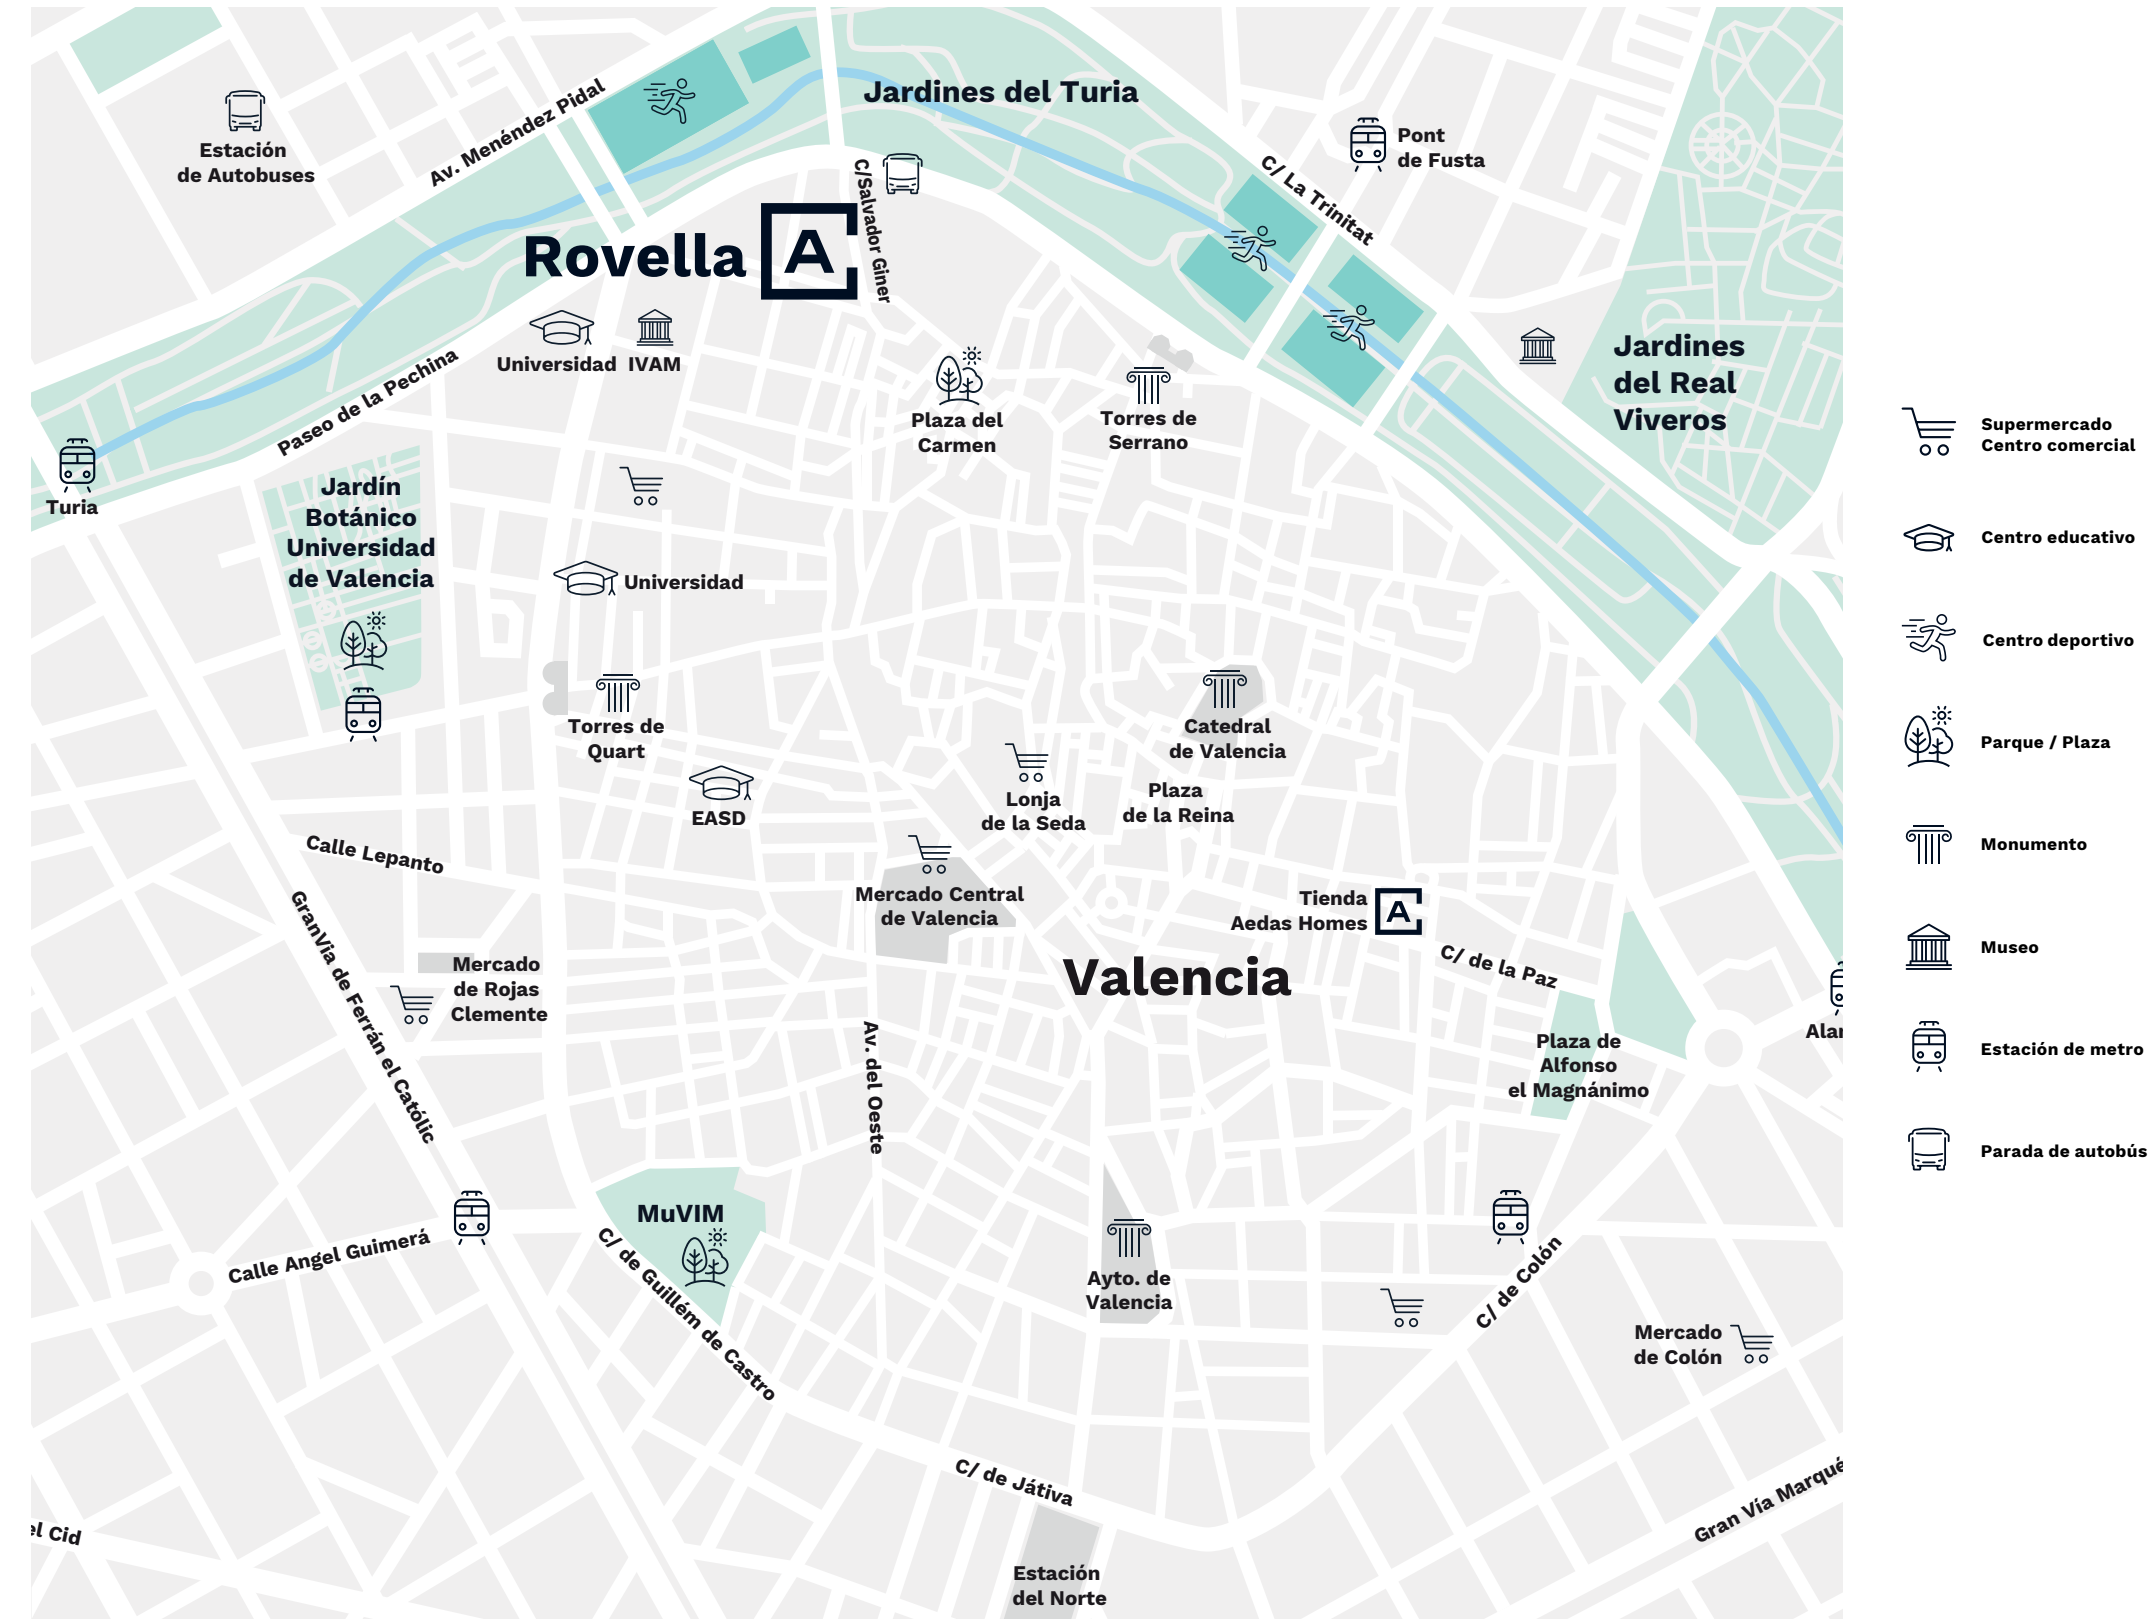 Jardines del Turia
Av. Menéndez Pidal
Estación
de Autobuses
Pont
de Fusta
C/ La Trinitat
C/Salvador Giner
Rovella
A
Universidad
IVAM
Jardines
del Real
Viveros
Paseo de la Pechina
Plaza del
Carmen
Torres de
Serrano
Turia
Jardín
Botánico
Universidad
de Valencia
Universidad
Torres de
Quart
Catedral
de Valencia
EASD
Lonja
de la Seda
Plaza
de la Reina
Calle Lepanto
Mercado Central
de Valencia
Tienda
Aedas Homes
A
C/ de la Paz
GranVia de Ferrán el Católic
Mercado
de Rojas
Clemente
Valencia
Av. del Oeste
Plaza de
Alfonso
el Magnánimo
Alar
MuVIM
Calle Angel Guimerá
C/ de Guillém de Castro
Ayto. de
Valencia
C/ de Colón
Mercado
de Colón
C/ de Játiva
Gran Vía Marqué
el Cid
Estación
del Norte
Supermercado
Centro comercial
Centro educativo
Centro deportivo
Parque / Plaza
Monumento
Museo
Estación de metro
Parada de autobús